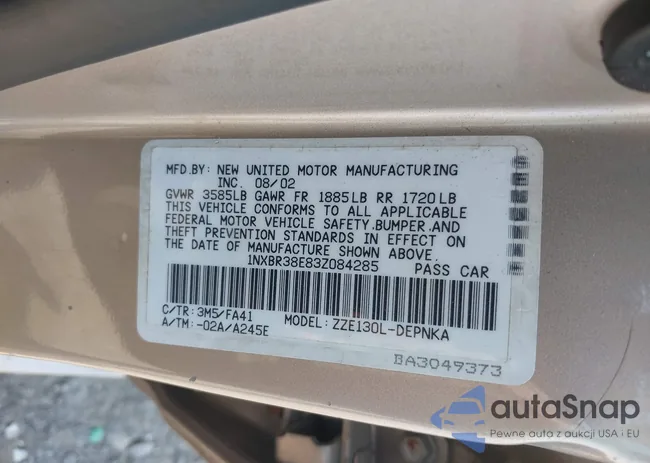 MFD.BY: NEW UNITED MOTOR MANUFACTURING
INC. 08/02
GVWR 3585LB GAWR FR 1885LB RR 1720LB
THIS VEHICLE CONFORMS TO ALL APPLICABLE
FEDERAL MOTOR VEHICLE SAFETY.BUMPER.AND
THEFT PREVENTION STANDARDS IN EFFECT ON
THE DATE OF MANUFACTURE SHOWN ABOVE.
1NXBR38E83Z084285 PASS CAR
C/TR: 3M5/FA41
A/TM: -02A/A245E MODEL: ZZE130L-DEPNKA
BA3049373
autoSnap
Pewne auta z aukcji USA i EU